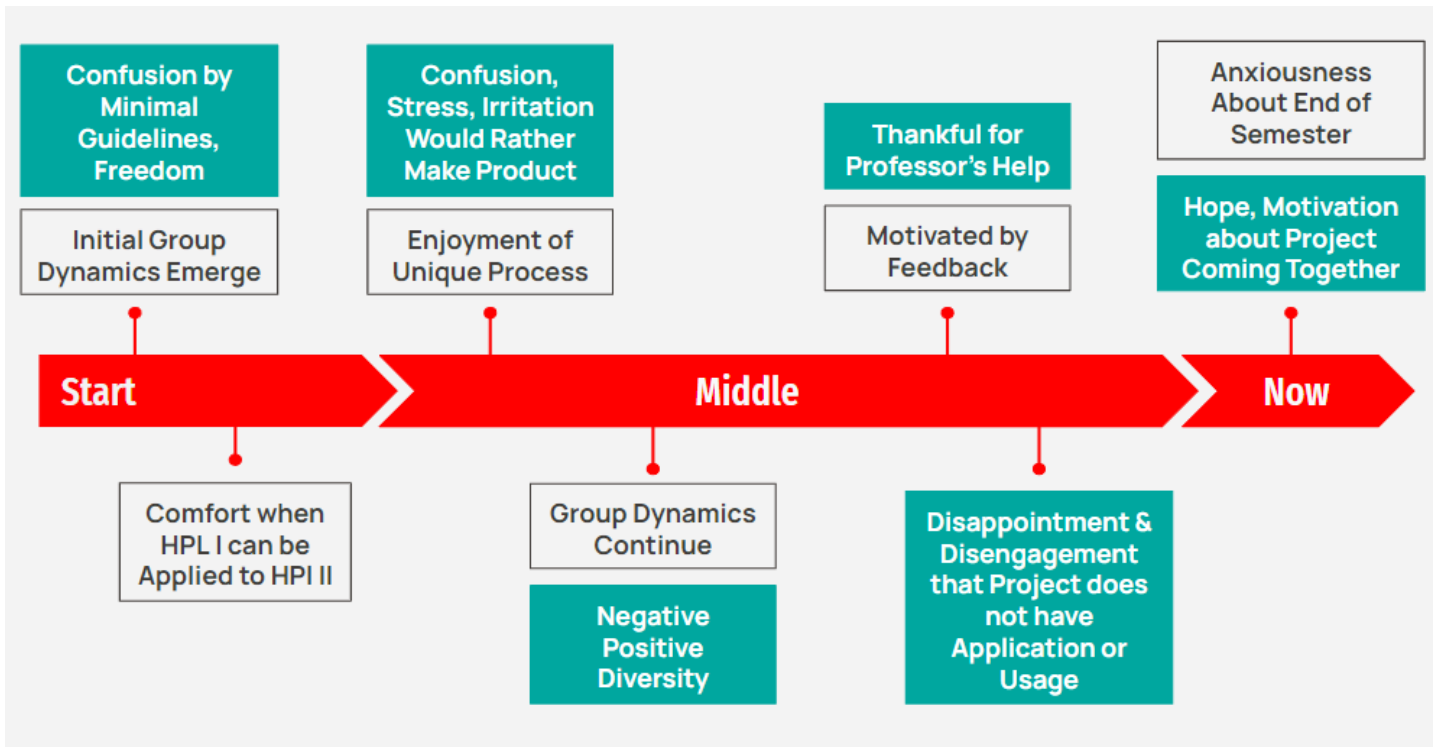 Confusion by
Minimal
Guidelines,
Freedom
Initial Group
Dynamics Emerge
Confusion,
Stress, Irritation
Would Rather
Make Product
Enjoyment of
Unique Process
Thankful for
Professor's Help
Motivated by
Feedback
Anxiousness
About End of
Semester
Hope, Motivation
about Project
Coming Together
Start
Middle
Now
Comfort when
HPL I can be
Applied to HPI II
Group Dynamics
Continue
Negative
Positive
Diversity
Disappointment &
Disengagement
that Project does
not have
Application or
Usage